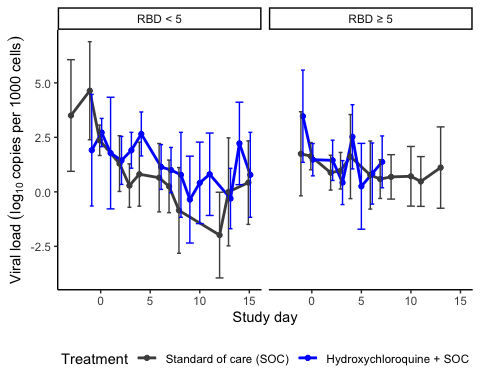 RBD < 5
RBD ≥ 5
Viral load (log₁₀ copies per 1000 cells)
5.0
2.5
0.0
-2.5
0 5 10 15
0 5 10 15
Study day
Treatment Standard of care (SOC) Hydroxychloroquine + SOC